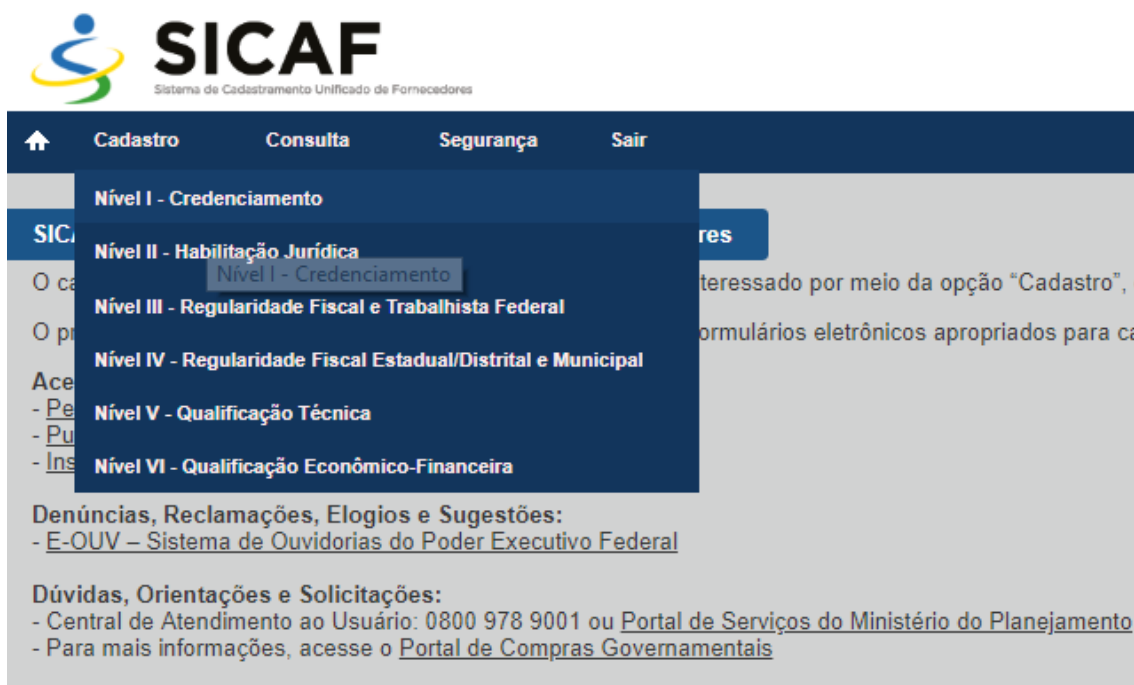 SICAF
Sistema de Cadastramento Unificado de Fornecedores
Cadastro Consulta Segurança Sair
Nível I - Credenciamento
SIC res
Nível II - Habilitação Jurídica
Nível I - Credenciamento
O ca teressado por meio da opção “Cadastro”,
Nível III - Regularidade Fiscal e Trabalhista Federal
O pr ormulários eletrônicos apropriados para ca
Nível IV - Regularidade Fiscal Estadual/Distrital e Municipal
Ace
- Pe
Nível V - Qualificação Técnica
- Pu
- Ins
Nível VI - Qualificação Econômico-Financeira
Denúncias, Reclamações, Elogios e Sugestões:
- E-OUV – Sistema de Ouvidorias do Poder Executivo Federal
Dúvidas, Orientações e Solicitações:
- Central de Atendimento ao Usuário: 0800 978 9001 ou Portal de Serviços do Ministério do Planejamento
- Para mais informações, acesse o Portal de Compras Governamentais